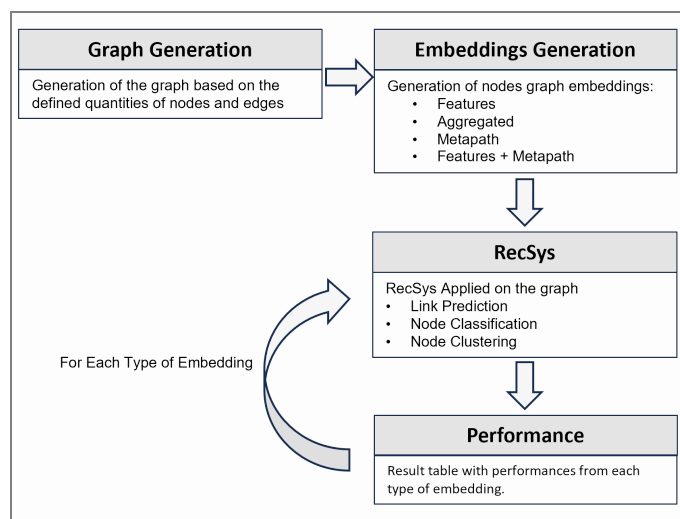 Graph Generation
Generation of the graph based on the
defined quantities of nodes and edges
Embeddings Generation
Generation of nodes graph embeddings:
• Features
• Aggregated
• Metapath
• Features + Metapath
RecSys
RecSys Applied on the graph
• Link Prediction
• Node Classification
• Node Clustering
For Each Type of Embedding
Performance
Result table with performances from each
type of embedding.